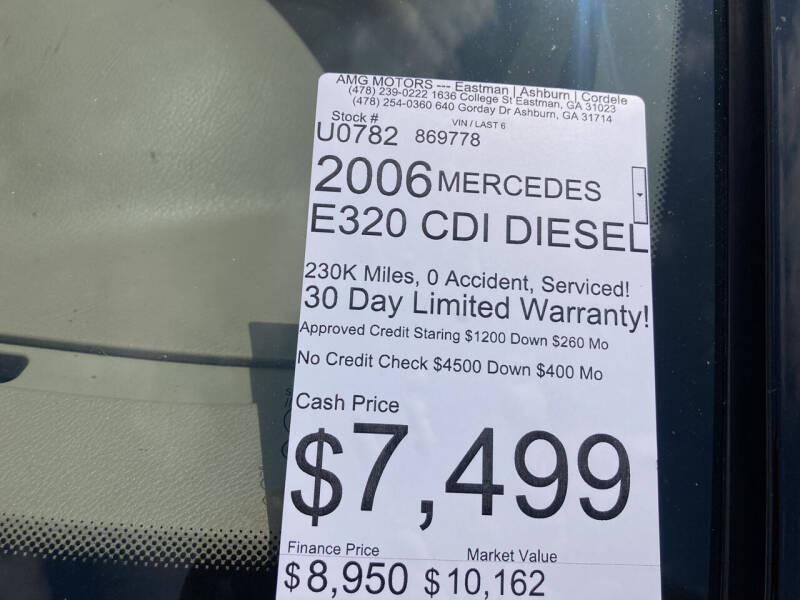 AMG MOTORS --- Eastman | Ashburn | Cordele
(478) 239-0222 1636 College St Eastman, GA 31023
(478) 254-0360 640 Gorday Dr Ashburn, GA 31714
Stock # VIN / LAST 6
U0782 869778
2006 MERCEDES
E320 CDI DIESEL
230K Miles, 0 Accident, Serviced!
30 Day Limited Warranty!
Approved Credit Staring $1200 Down $260 Mo
No Credit Check $4500 Down $400 Mo
Cash Price
$7,499
Finance Price Market Value
$8,950 $10,162